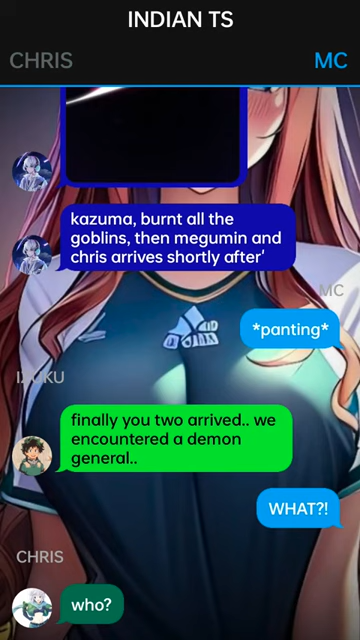 INDIAN TS
CHRIS
MC
kazuma, burnt all the
goblins, then megumin and
chris arrives shortly after'
MC
*panting*
IZUKU
finally you two arrived.. we
encountered a demon
general..
WHAT?!
CHRIS
who?